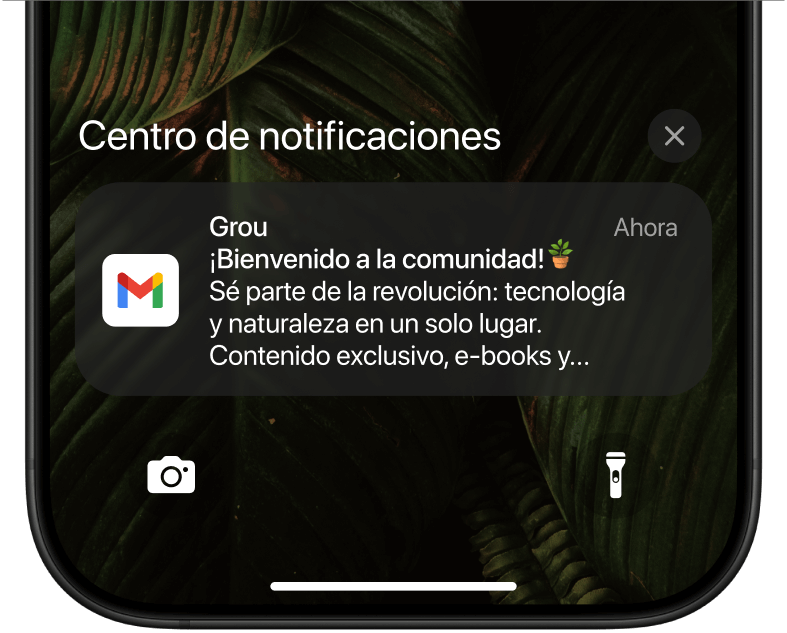 Centro de notificaciones
Grou
Ahora
¡Bienvenido a la comunidad!🪴
Sé parte de la revolución: tecnología
y naturaleza en un solo lugar.
Contenido exclusivo, e-books y...